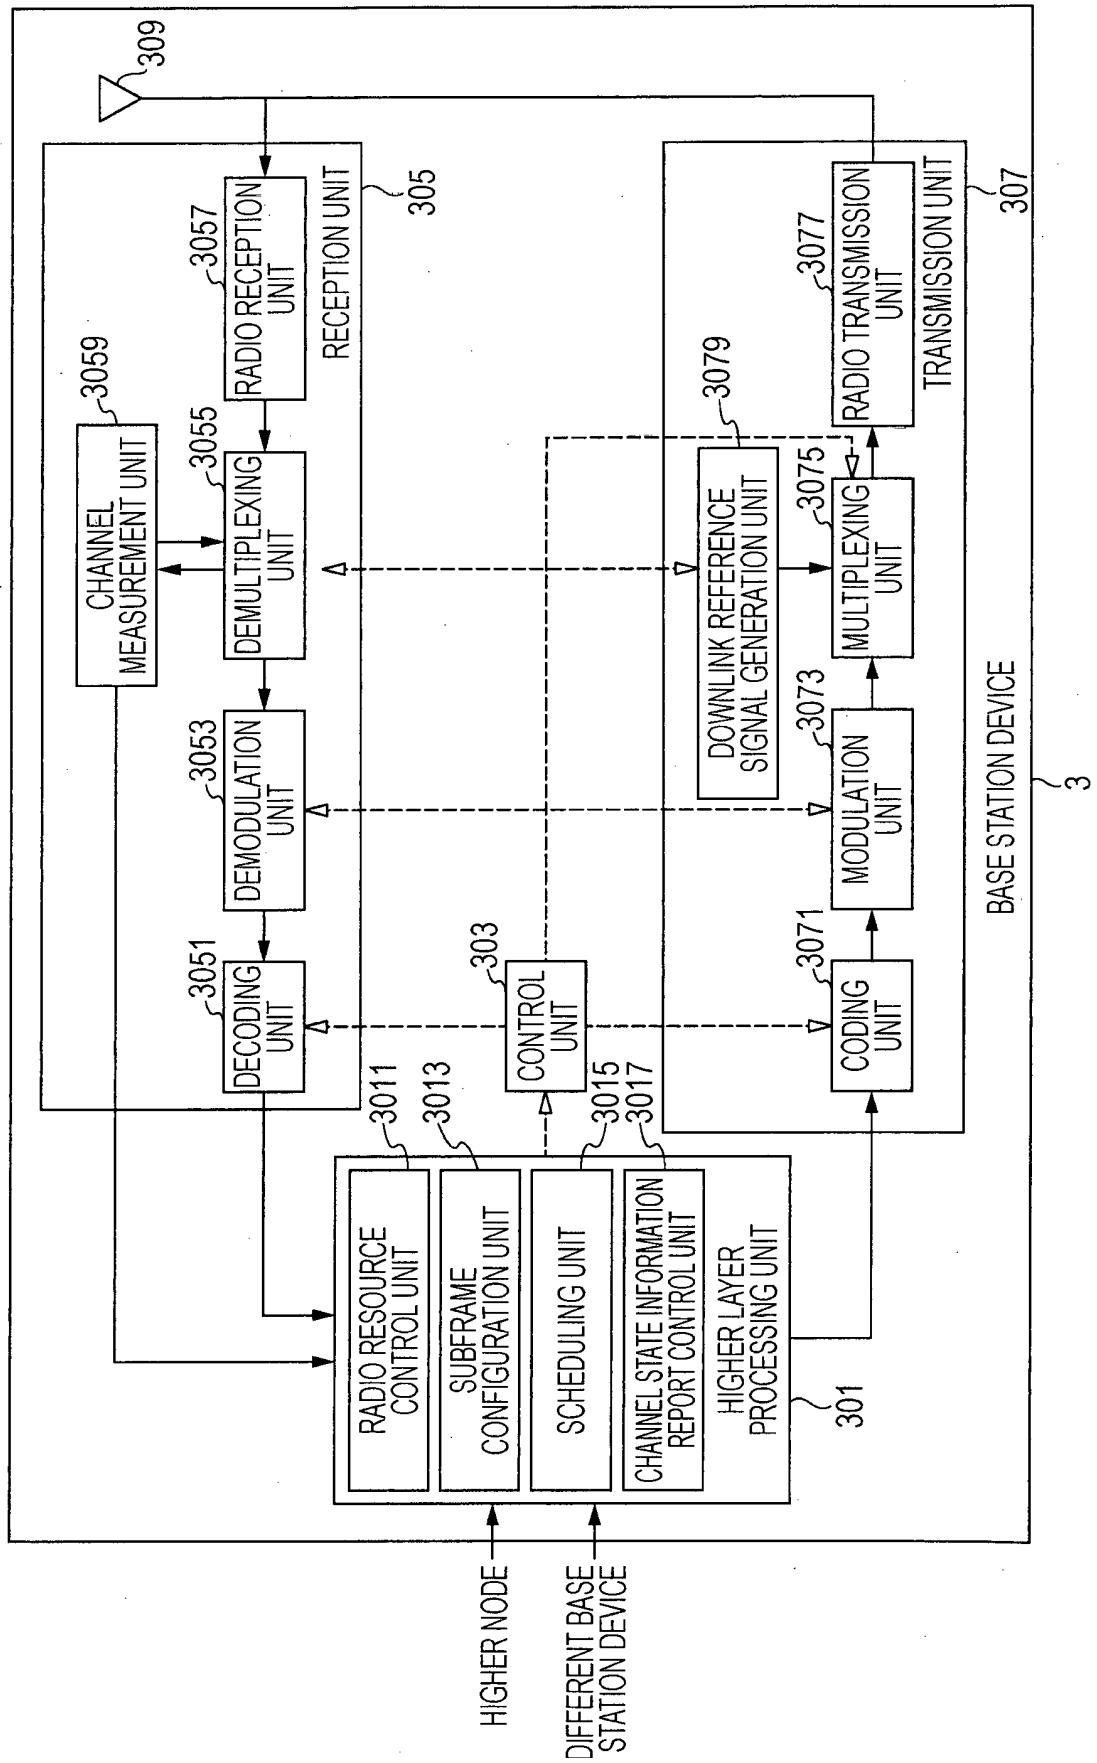 309
3059
CHANNEL
MEASUREMENT UNIT
3051
DECODING
UNIT
3053
DEMODULATION
UNIT
3055
DEMULTIPLEXING
UNIT
3057
RADIO RECEPTION
UNIT
RECEPTION UNIT
305
HIGHER NODE
DIFFERENT BASE
STATION DEVICE
RADIO RESOURCE
CONTROL UNIT
3011
SUBFRAME
CONFIGURATION UNIT
3013
SCHEDULING UNIT
3015
CHANNEL STATE INFORMATION
REPORT CONTROL UNIT
3017
HIGHER LAYER
PROCESSING UNIT
301
303
CONTROL
UNIT
3079
DOWNLINK REFERENCE
SIGNAL GENERATION UNIT
3071
CODING
UNIT
3073
MODULATION
UNIT
3075
MULTIPLEXING
UNIT
3077
RADIO TRANSMISSION
UNIT
TRANSMISSION UNIT
307
BASE STATION DEVICE
3